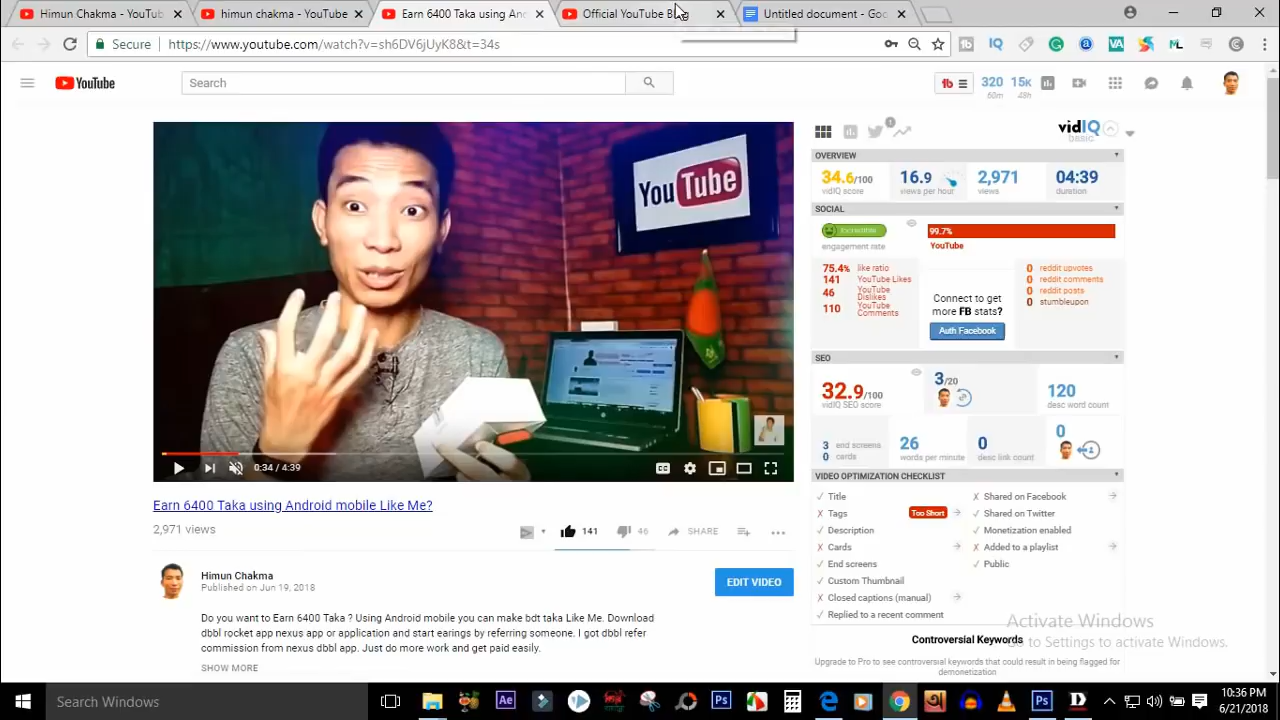 Himun Chakma - YouTu
himun chakma - YouTube
Earn 6400 Taka using An
Official YouTube Blog
Untitled document - Goo
Secure
https://www.youtube.com/watch?v=sh6DV6jUyK8&t=34s
YouTube
Search
320
60m
15K
48h
YouTube
0:34 / 4:39
Earn 6400 Taka using Android mobile Like Me?
2,971 views
141
46
SHARE
Himun Chakma
Published on Jun 19, 2018
EDIT VIDEO
Do you want to Earn 6400 Taka ? Using Android mobile you can make bdt taka Like Me. Download
dbbl rocket app nexus app or application and start earings by referring someone. I got dbbl refer
commission from nexus dbbl app. Just do more work and get paid easily.
SHOW MORE
1
vidIQ
basic
OVERVIEW
34.6/100
vidIQ score
16.9
views per hour
2,971
views
04:39
duration
SOCIAL
Incredible
engagement rate
99.7%
YouTube
75.4% like ratio
141 YouTube Likes
46 YouTube Dislikes
110 YouTube Comments
Connect to get
more FB stats?
Auth Facebook
0 reddit upvotes
0 reddit comments
0 reddit posts
0 stumbleupon
SEO
32.9/100
vidIQ SEO score
3/20
120
desc word count
3 end screens
0 cards
26
words per minute
0
desc link count
0
VIDEO OPTIMIZATION CHECKLIST
Title
Tags
Too Short
Description
Cards
End screens
Custom Thumbnail
Closed captions (manual)
Replied to a recent comment
Shared on Facebook
Shared on Twitter
Monetization enabled
Added to a playlist
Public
Controversial Keywords
Upgrade to Pro to see controversial keywords that could result in being flagged for
demonetization
Activate Windows
Go to Settings to activate Windows.
Search Windows
10:36 PM
6/21/2018